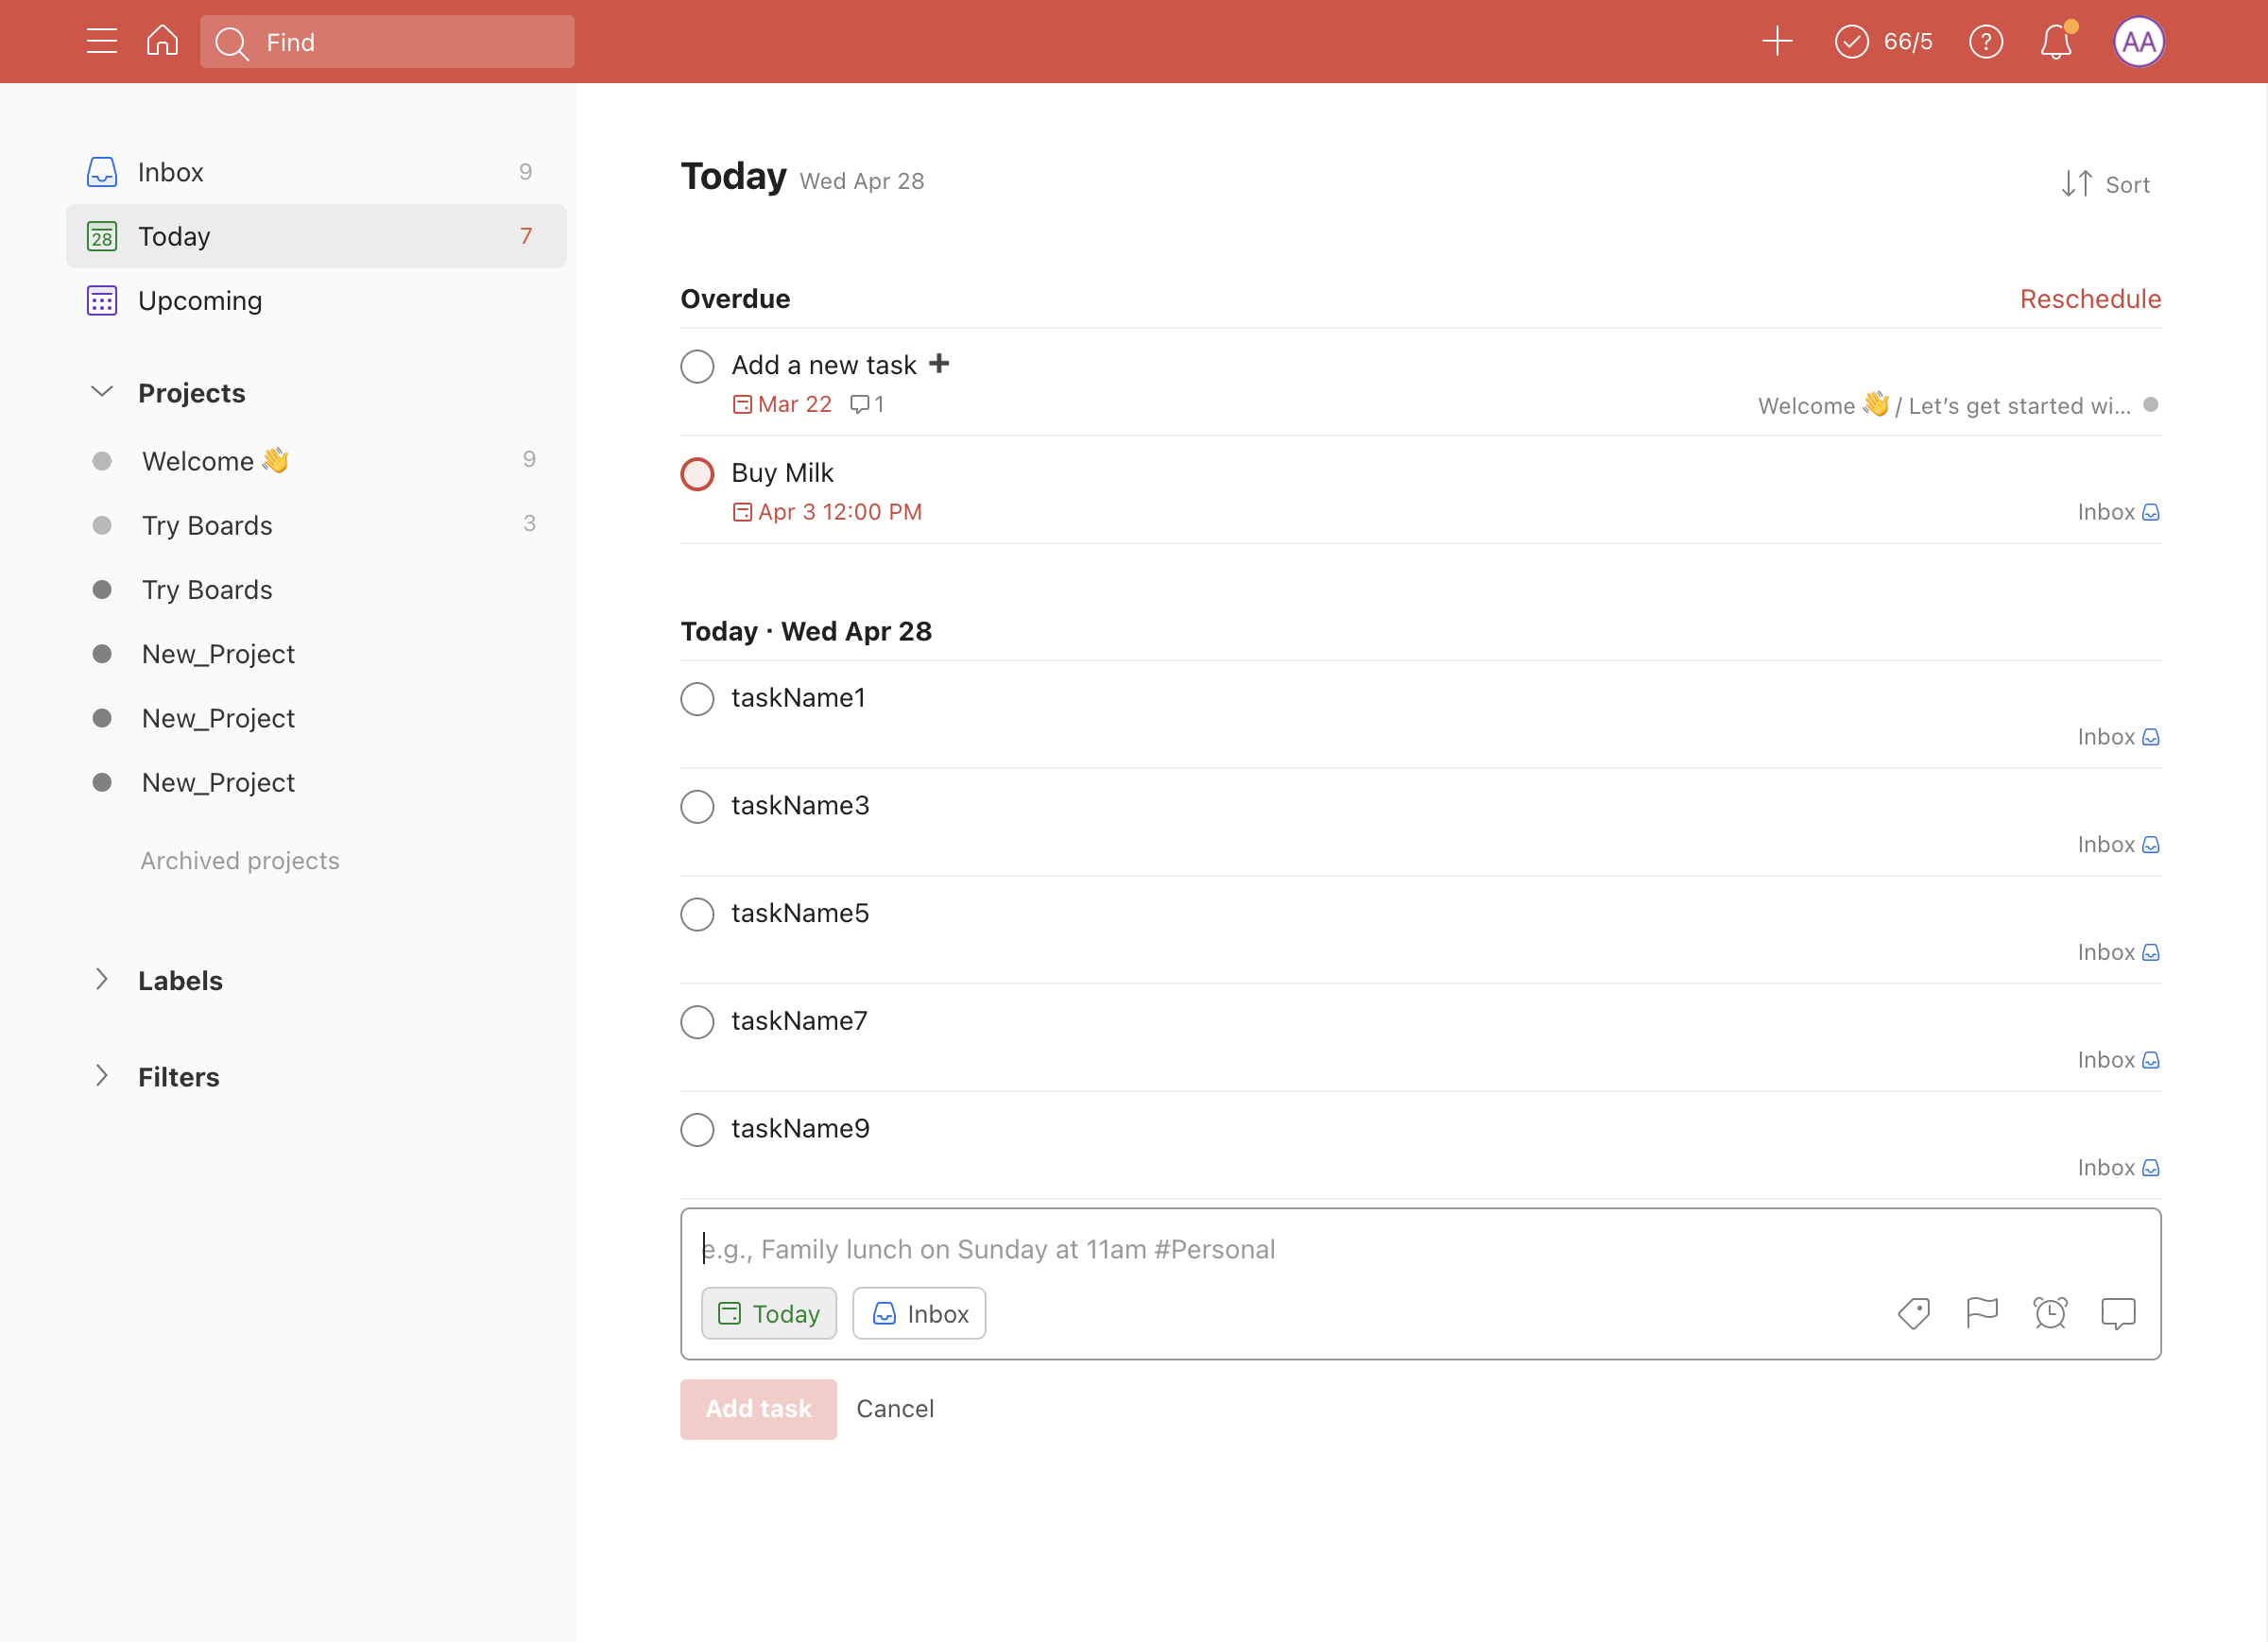 Find
66/5
?
AA
Inbox 9
28 Today 7
Upcoming
Projects
Welcome 👋 9
Try Boards 3
Try Boards
New_Project
New_Project
New_Project
Archived projects
Labels
Filters
Today Wed Apr 28
Sort
Overdue
Reschedule
Add a new task ➕
Mar 22 1
Welcome 👋 / Let’s get started wi...
Buy Milk
Apr 3 12:00 PM
Inbox
Today · Wed Apr 28
taskName1
Inbox
taskName3
Inbox
taskName5
Inbox
taskName7
Inbox
taskName9
Inbox
e.g., Family lunch on Sunday at 11am #Personal
Today
Inbox
Add task
Cancel